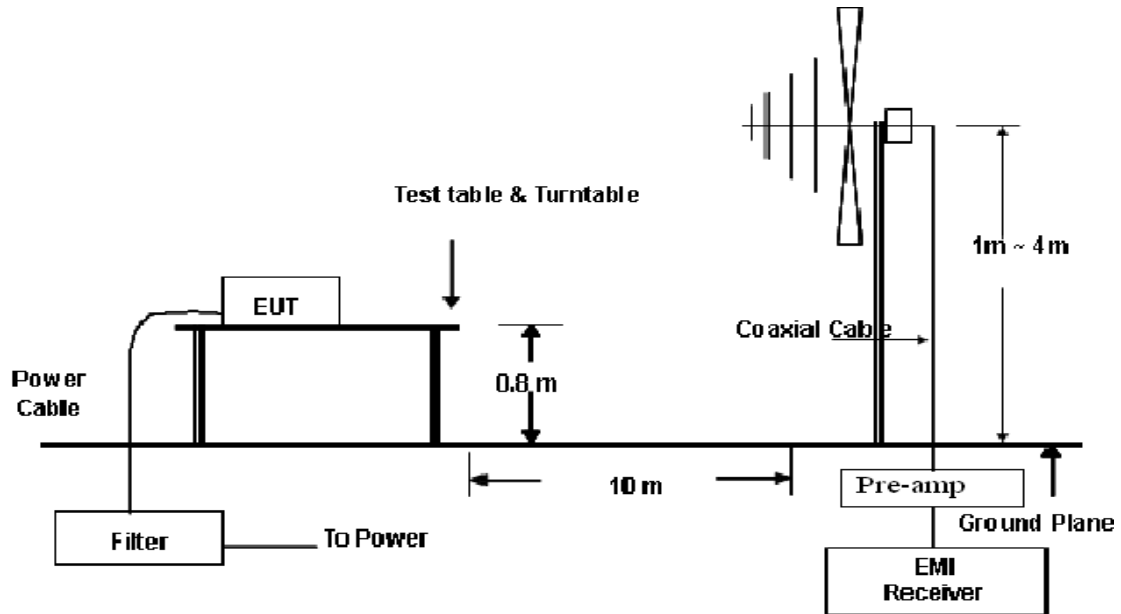 Test table & Turntable
1m ~ 4m
EUT
Coaxial Cable
0.8 m
Power
Cable
10 m
Pre-amp
Ground Plane
Filter
To Power
EMI
Receiver